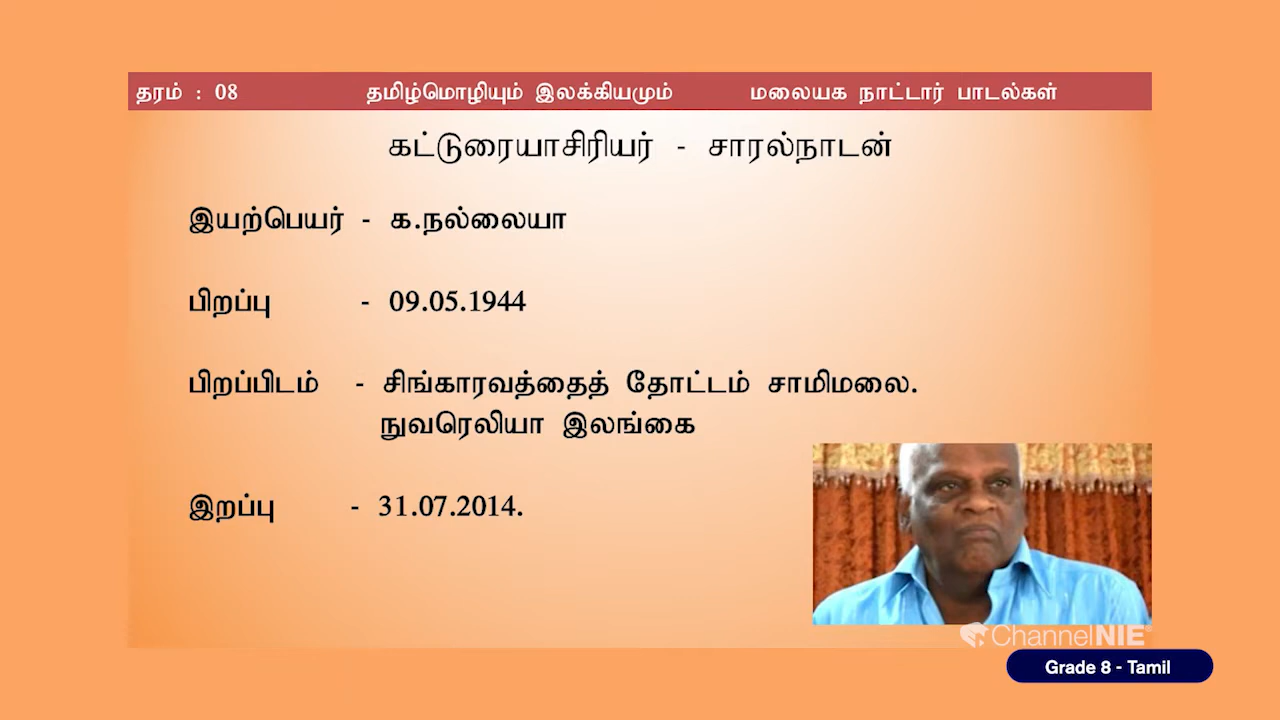 தரம் : 08 தமிழ்மொழியும் இலக்கியமும் மலையக நாட்டார் பாடல்கள்
கட்டுரையாசிரியர் - சாரல்நாடன்
இயற்பெயர் - க.நல்லையா
பிறப்பு - 09.05.1944
பிறப்பிடம் - சிங்காரவத்தைத் தோட்டம் சாமிமலை.
நுவரெலியா இலங்கை
இறப்பு - 31.07.2014.
ChannelNIE
Grade 8 - Tamil